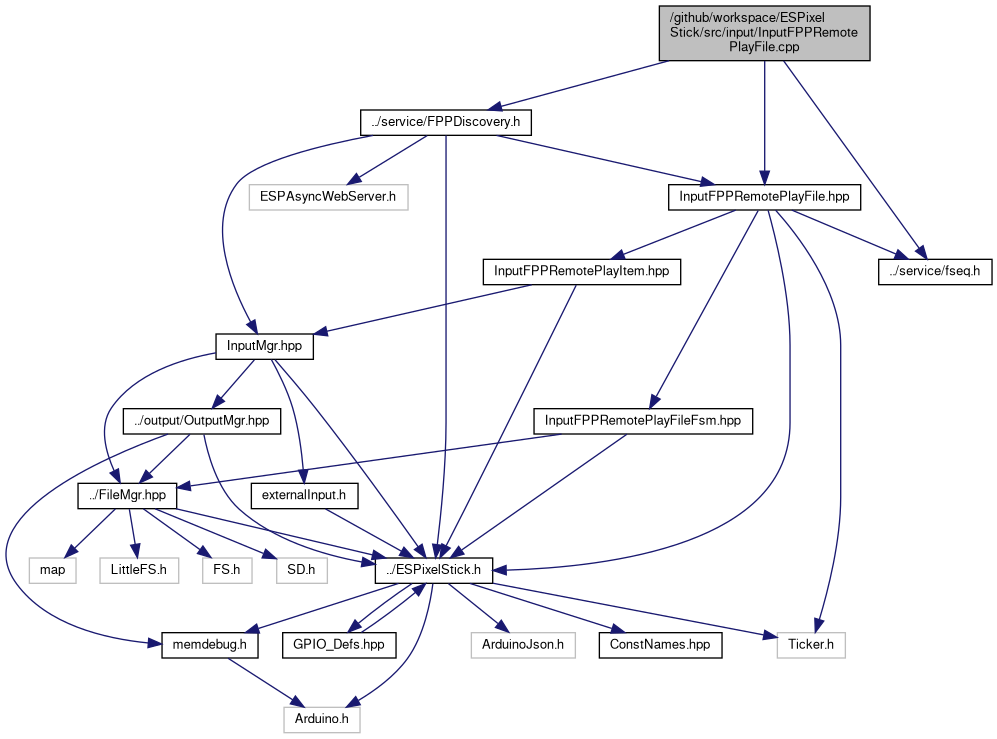 /github/workspace/ESPixel
Stick/src/input/InputFPPRemote
PlayFile.cpp
../service/FPPDiscovery.h
ESPAsyncWebServer.h
InputFPPRemotePlayFile.hpp
InputFPPRemotePlayItem.hpp
../service/fseq.h
InputMgr.hpp
../output/OutputMgr.hpp
InputFPPRemotePlayFileFsm.hpp
../FileMgr.hpp
externalInput.h
map
LittleFS.h
FS.h
SD.h
../ESPixelStick.h
memdebug.h
GPIO_Defs.hpp
ArduinoJson.h
ConstNames.hpp
Ticker.h
Arduino.h